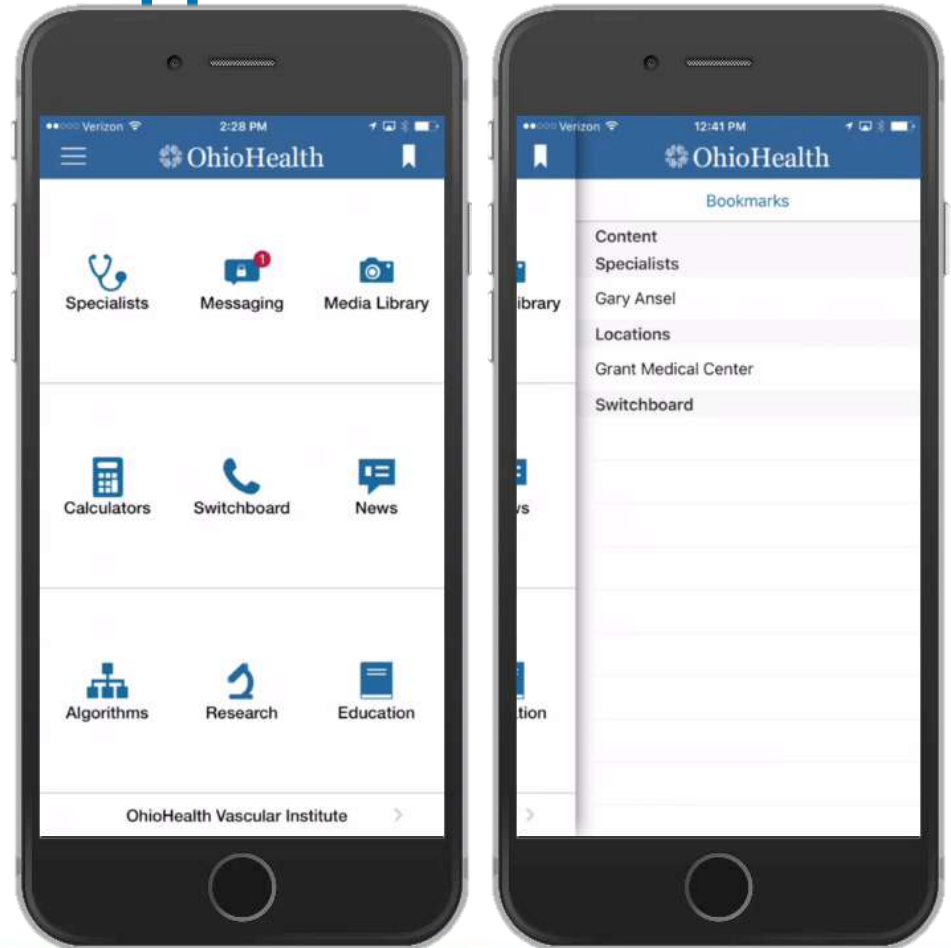 Verizon 2:28 PM
OhioHealth
1
Specialists Messaging Media Library
Calculators Switchboard News
Algorithms Research Education
OhioHealth Vascular Institute >
Verizon 12:41 PM
OhioHealth
Bookmarks
Content
Specialists
ibrary Gary Ansel
Locations
Grant Medical Center
Switchboard
vs
tion
>